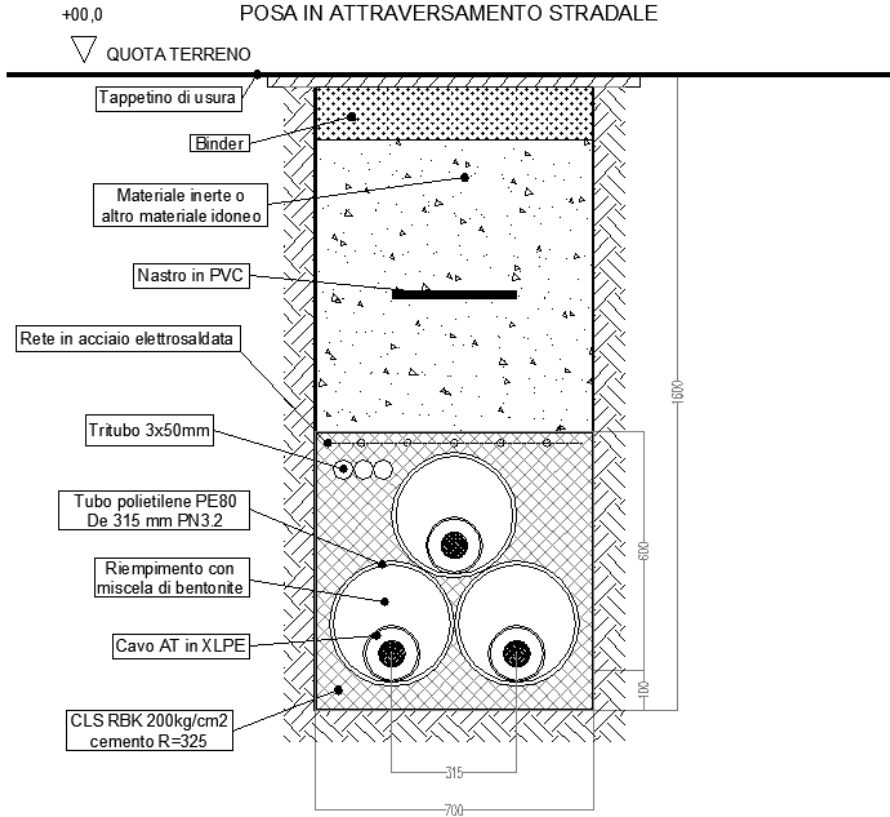 +00,0
POSA IN ATTRAVERSAMENTO STRADALE
QUOTA TERRENO
Tappetino di usura
Binder
Materiale inerte o
altro materiale idoneo
Nastro in PVC
Rete in acciaio elettrosaldata
1600
Tritubo 3x50mm
Tubo polietilene PE80
De 315 mm PN3.2
600
Riempimento con
miscela di bentonite
Cavo AT in XLPE
100
CLS RBK 200kg/cm2
cemento R=325
315
700